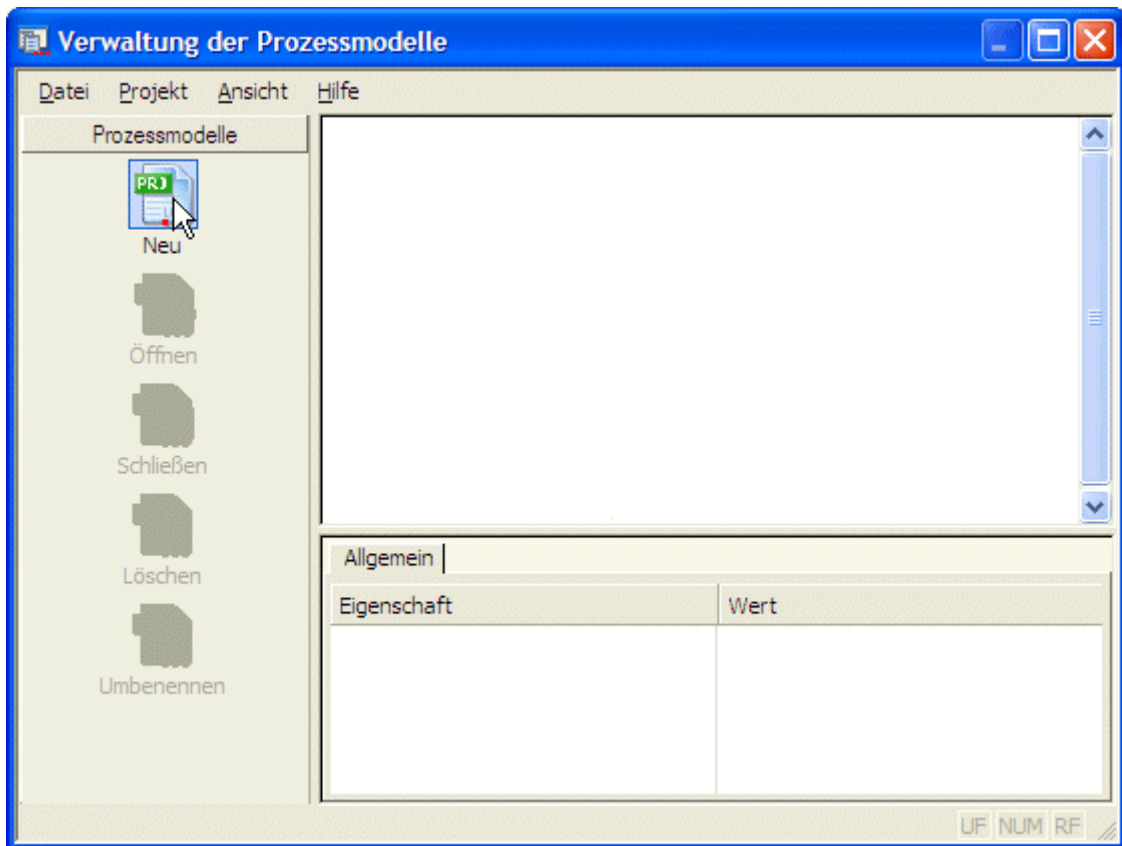 Verwaltung der Prozessmodelle
Datei Projekt Ansicht Hilfe
Prozessmodelle
PRJ
Neu
Öffnen
Schließen
Löschen
Umbenennen
Allgemein
Eigenschaft Wert
UF NUM RF